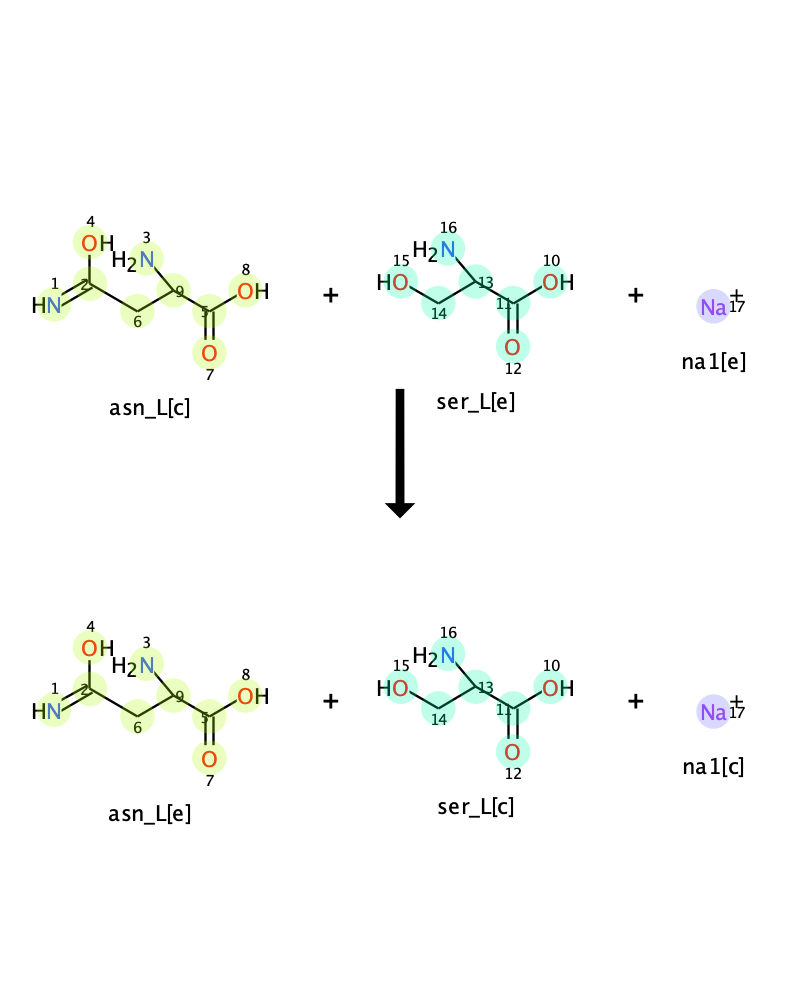 4
OH
3
H2N
1
HN
2
9
8
OH
5
6
O
7
asn_L[c]
+
16
H2N
15
HO
13
10
OH
14
11
O
12
ser_L[e]
+
Na+
17
na1[e]
4
OH
3
H2N
1
HN
2
9
8
OH
5
6
O
7
asn_L[e]
+
16
H2N
15
HO
13
10
OH
14
11
O
12
ser_L[c]
+
Na+
17
na1[c]